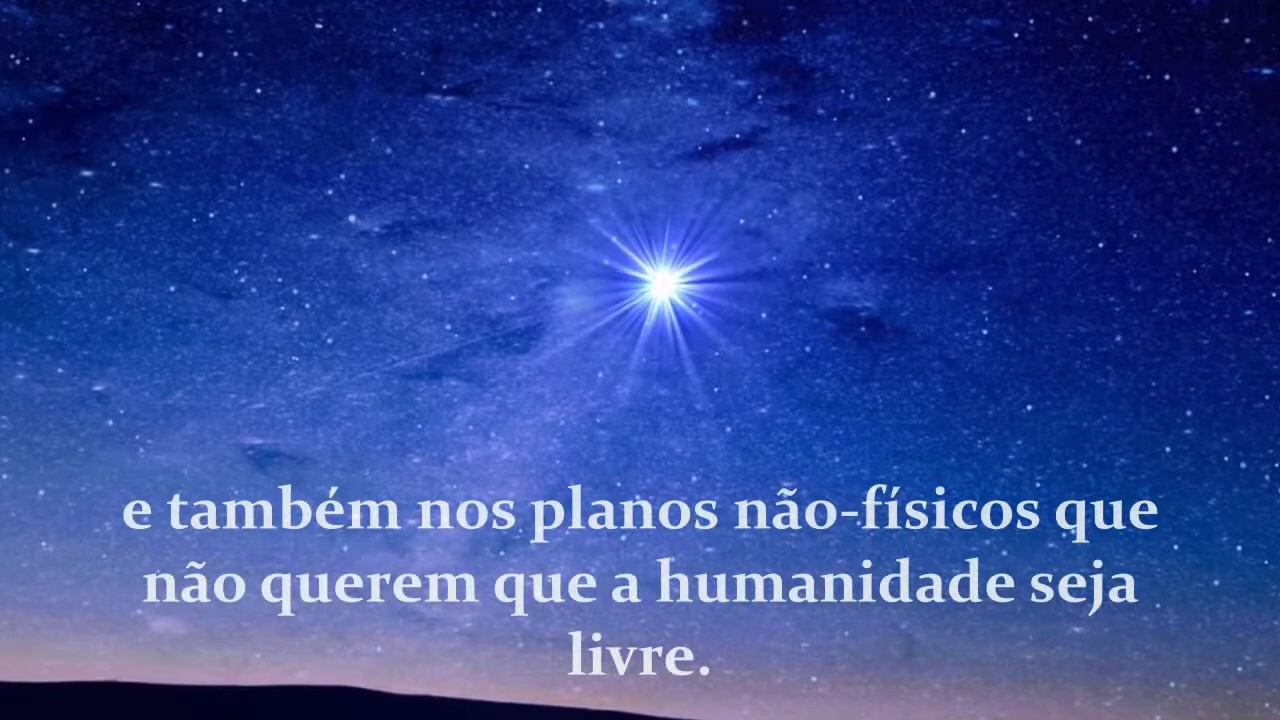 e também nos planos não-físicos que
não querem que a humanidade seja
livre.